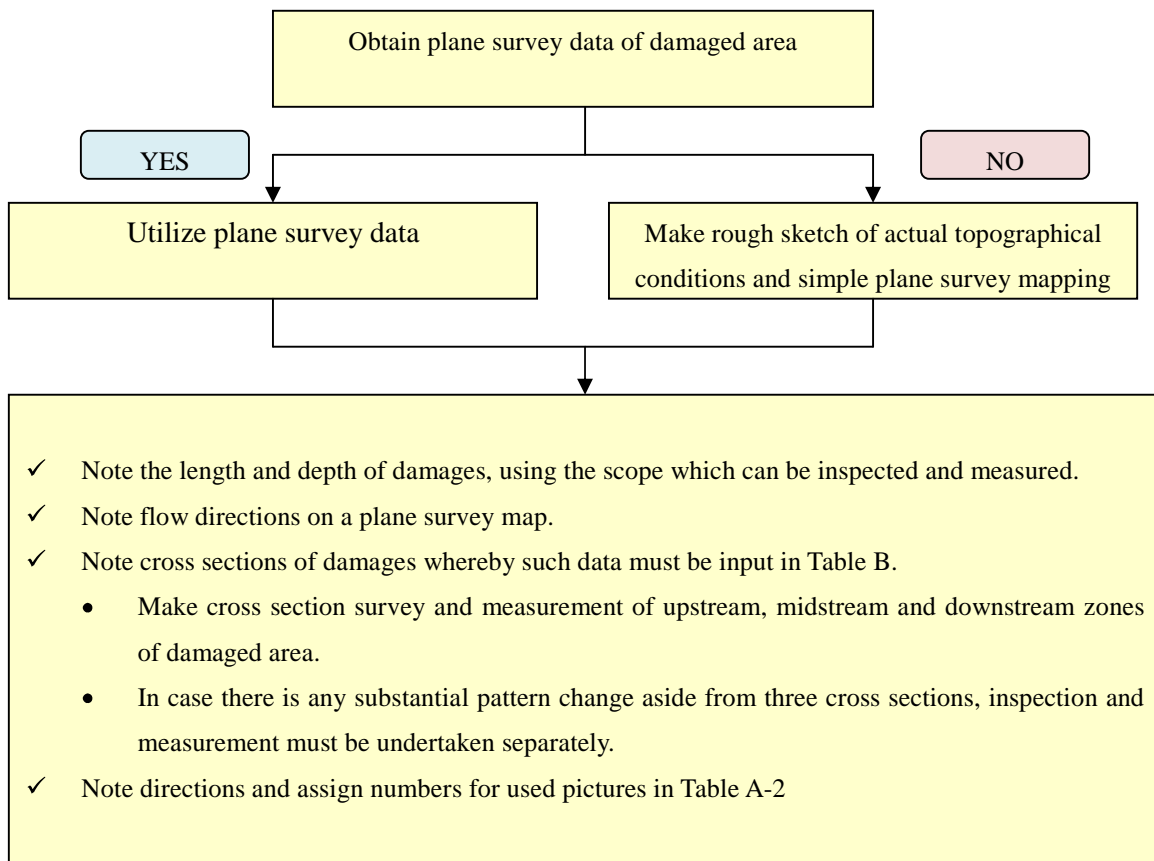 Obtain plane survey data of damaged area
YES
NO
Utilize plane survey data
Make rough sketch of actual topographical
conditions and simple plane survey mapping
✓ Note the length and depth of damages, using the scope which can be inspected and measured.
✓ Note flow directions on a plane survey map.
✓ Note cross sections of damages whereby such data must be input in Table B.
• Make cross section survey and measurement of upstream, midstream and downstream zones
of damaged area.
• In case there is any substantial pattern change aside from three cross sections, inspection and
measurement must be undertaken separately.
✓ Note directions and assign numbers for used pictures in Table A-2